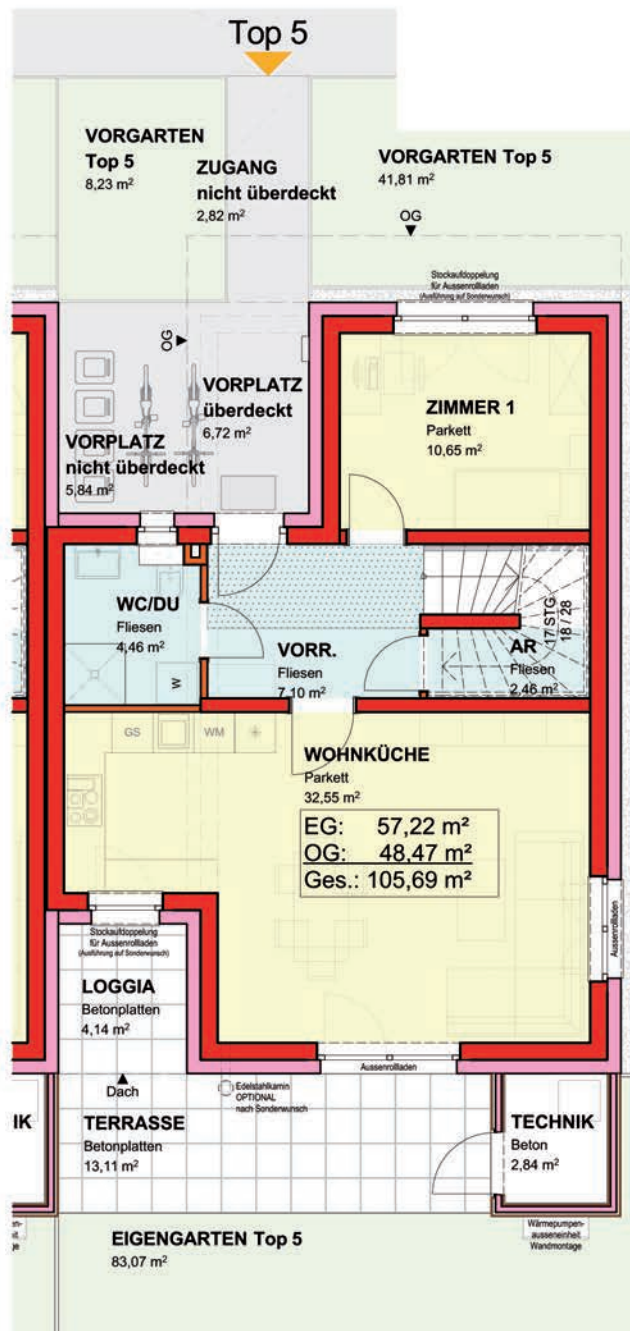 Top 5
VORGARTEN
Top 5
8,23 m²
ZUGANG
nicht überdeckt
2,82 m²
VORGARTEN Top 5
41,81 m²
OG
Stockaufdoppelung
für Aussenrollladen
(Ausführung auf Sonderwunsch)
OG
VORPLATZ
überdeckt
6,72 m²
VORPLATZ
nicht überdeckt
5,84 m²
ZIMMER 1
Parkett
10,65 m²
WC/DU
Fliesen
4,46 m²
W
VORR.
Fliesen
7,10 m²
17 STG
18 / 28
AR
Fliesen
2,46 m²
GS
WM
WOHNKÜCHE
Parkett
32,55 m²
EG: 57,22 m²
OG: 48,47 m²
Ges.: 105,69 m²
Aussenrollladen
Stockaufdoppelung
für Aussenrollladen
(Ausführung auf Sonderwunsch)
LOGGIA
Betonplatten
4,14 m²
Dach
Aussenrollladen
Edelstahlkamin
OPTIONAL
nach Sonderwunsch
IK
TERRASSE
Betonplatten
13,11 m²
TECHNIK
Beton
2,84 m²
Wärmepumpen-
ausseneinheit
Wandmontage
EIGENGARTEN Top 5
83,07 m²